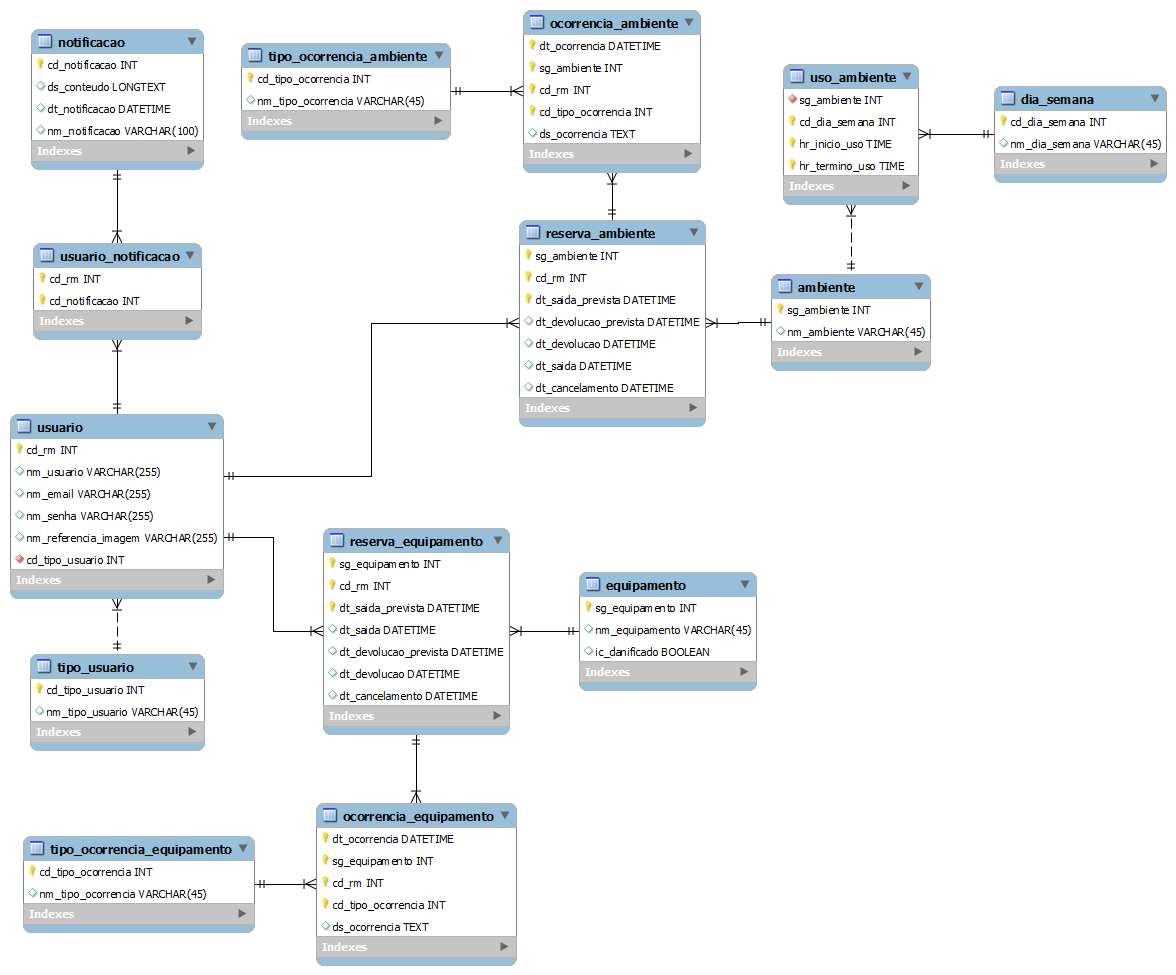 notificacao
cd_notificacao INT
ds_conteudo LONGTEXT
dt_notificacao DATETIME
nm_notificacao VARCHAR(100)
Indexes
tipo_ocorrencia_ambiente
cd_tipo_ocorrencia INT
nm_tipo_ocorrencia VARCHAR(45)
Indexes
ocorrencia_ambiente
dt_ocorrencia DATETIME
sg_ambiente INT
cd_rm INT
cd_tipo_ocorrencia INT
ds_ocorrencia TEXT
Indexes
uso_ambiente
sg_ambiente INT
cd_dia_semana INT
hr_inicio_uso TIME
hr_termino_uso TIME
Indexes
dia_semana
cd_dia_semana INT
nm_dia_semana VARCHAR(45)
Indexes
usuario_notificacao
cd_rm INT
cd_notificacao INT
Indexes
reserva_ambiente
sg_ambiente INT
cd_rm INT
dt_saida_prevista DATETIME
dt_devolucao_prevista DATETIME
dt_devolucao DATETIME
dt_saida DATETIME
dt_cancelamento DATETIME
Indexes
ambiente
sg_ambiente INT
nm_ambiente VARCHAR(45)
Indexes
usuario
cd_rm INT
nm_usuario VARCHAR(255)
nm_email VARCHAR(255)
nm_senha VARCHAR(255)
nm_referencia_imagem VARCHAR(255)
cd_tipo_usuario INT
Indexes
reserva_equipamento
sg_equipamento INT
cd_rm INT
dt_saida_prevista DATETIME
dt_saida DATETIME
dt_devolucao_prevista DATETIME
dt_devolucao DATETIME
dt_cancelamento DATETIME
Indexes
equipamento
sg_equipamento INT
nm_equipamento VARCHAR(45)
ic_danificado BOOLEAN
Indexes
tipo_usuario
cd_tipo_usuario INT
nm_tipo_usuario VARCHAR(45)
Indexes
tipo_ocorrencia_equipamento
cd_tipo_ocorrencia INT
nm_tipo_ocorrencia VARCHAR(45)
Indexes
ocorrencia_equipamento
dt_ocorrencia DATETIME
sg_equipamento INT
cd_rm INT
cd_tipo_ocorrencia INT
ds_ocorrencia TEXT
Indexes